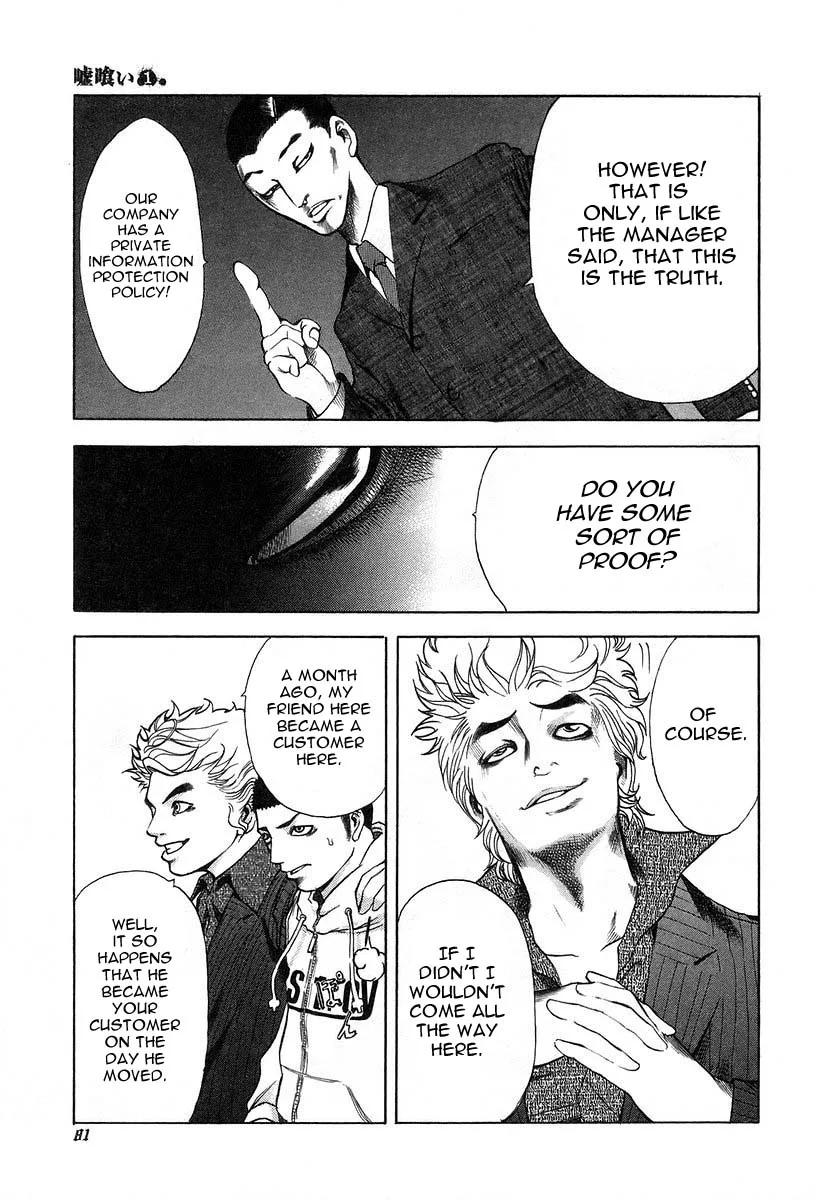 嘘喰い 1.
HOWEVER!
THAT IS
ONLY, IF LIKE
THE MANAGER
SAID, THAT THIS
IS THE TRUTH.
OUR
COMPANY
HAS A
PRIVATE
INFORMATION
PROTECTION
POLICY!
DO YOU
HAVE SOME
SORT OF
PROOF?
OF
COURSE.
IF I
DIDN'T I
WOULDN'T
COME ALL
THE WAY
HERE.
A MONTH
AGO, MY
FRIEND HERE
BECAME A
CUSTOMER
HERE.
WELL,
IT SO
HAPPENS
THAT HE
BECAME
YOUR
CUSTOMER
ON THE
DAY HE
MOVED.
81